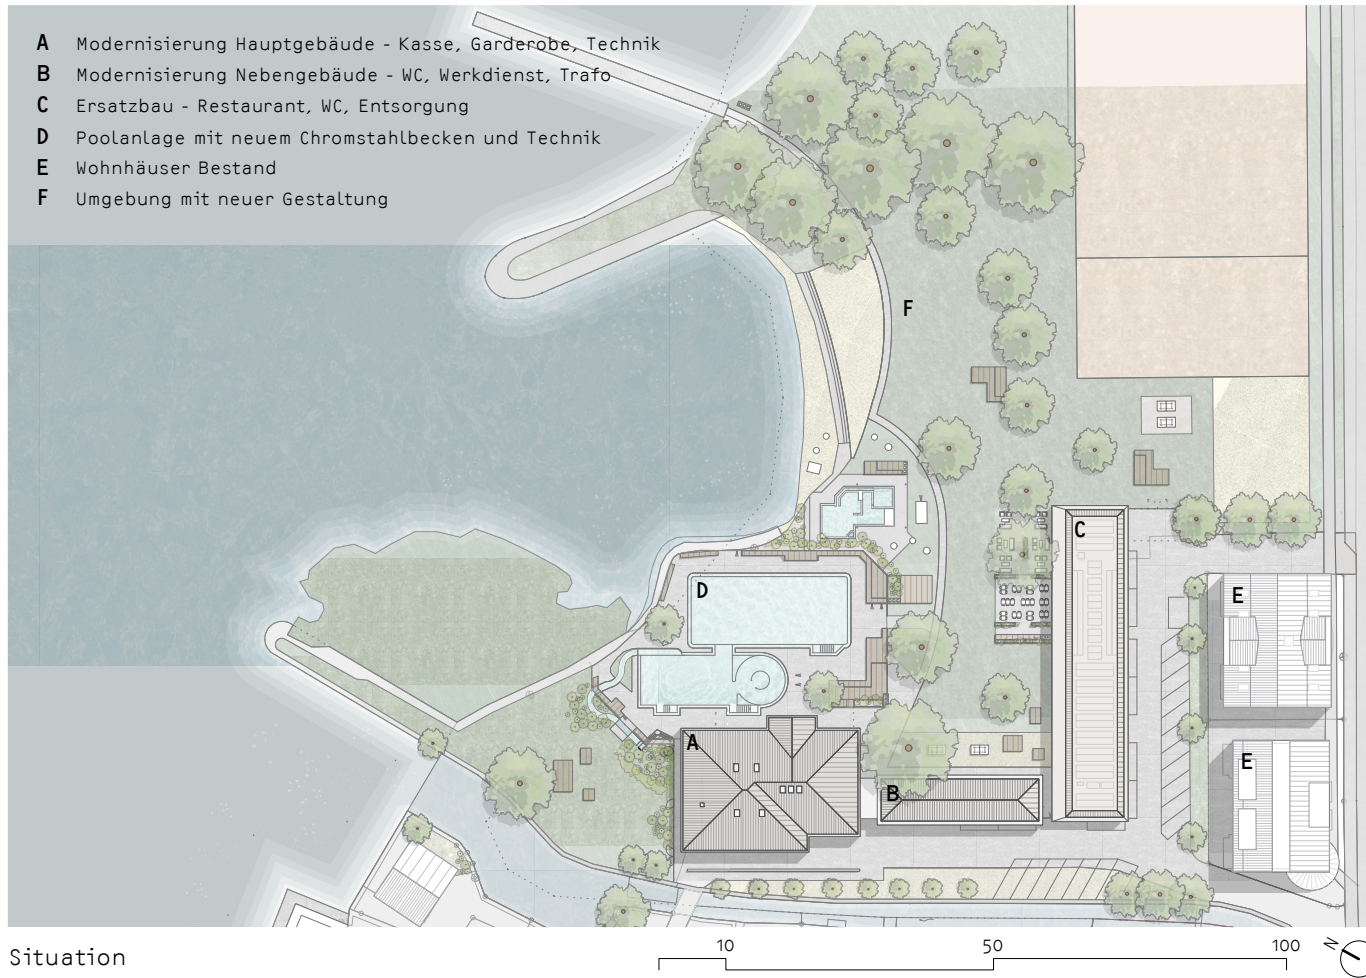 A Modernisierung Hauptgebäude - Kasse, Garderobe, Technik
B Modernisierung Nebengebäude - WC, Werkdienst, Trafo
C Ersatzbau - Restaurant, WC, Entsorgung
D Poolanlage mit neuem Chromstahlbecken und Technik
E Wohnhäuser Bestand
F Umgebung mit neuer Gestaltung
F
C
D
E
A
E
B
Situation
10 50 100
N